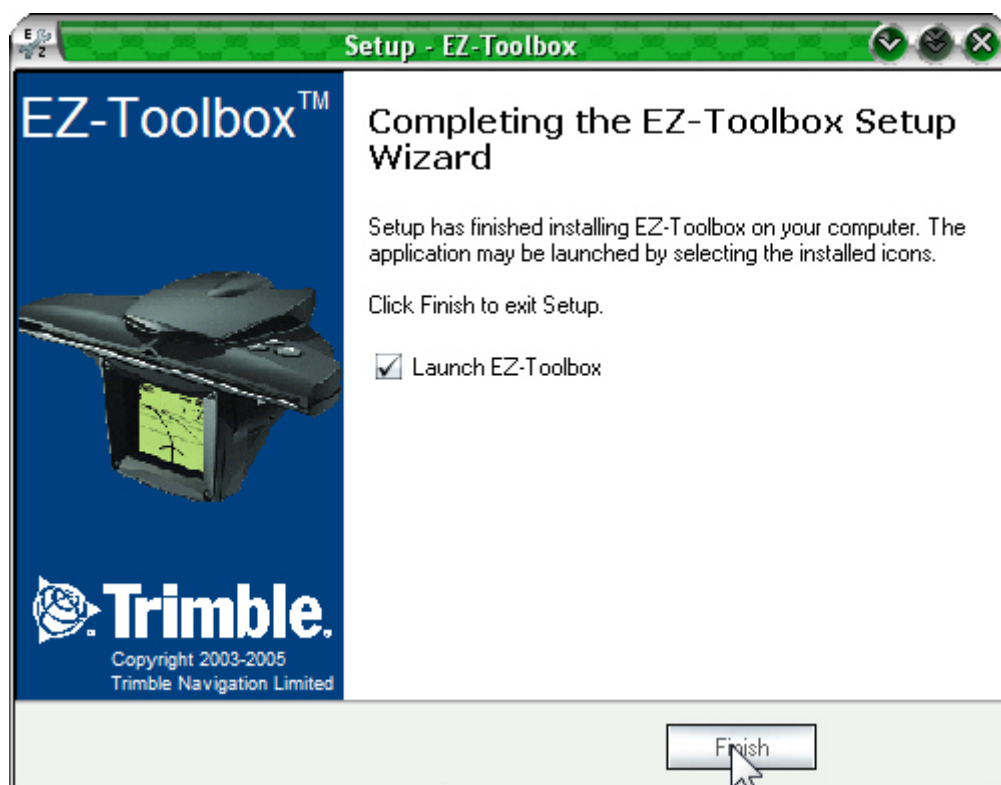 E
Z
Setup - EZ-Toolbox
EZ-Toolbox™
Completing the EZ-Toolbox Setup
Wizard
Setup has finished installing EZ-Toolbox on your computer. The
application may be launched by selecting the installed icons.
Click Finish to exit Setup.
Launch EZ-Toolbox
Trimble.
Copyright 2003-2005
Trimble Navigation Limited
Finish